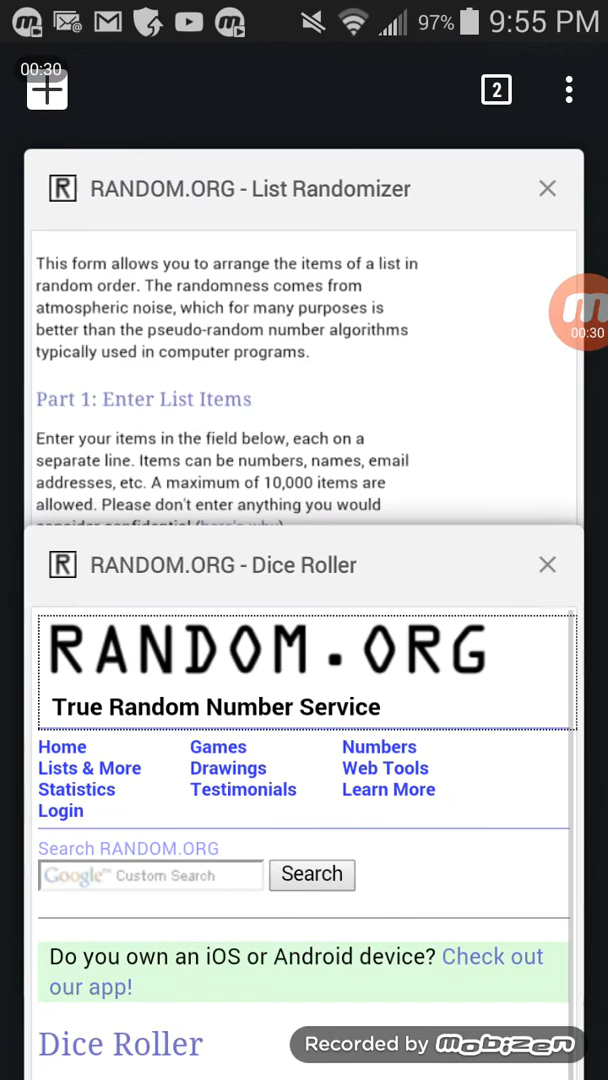 97% 9:55 PM
00:30
2
RANDOM.ORG - List Randomizer
This form allows you to arrange the items of a list in
random order. The randomness comes from
atmospheric noise, which for many purposes is
better than the pseudo-random number algorithms
typically used in computer programs.
00:30
Part 1: Enter List Items
Enter your items in the field below, each on a
separate line. Items can be numbers, names, email
addresses, etc. A maximum of 10,000 items are
allowed. Please don't enter anything you would
consider confidential (here's why)
RANDOM.ORG - Dice Roller
RANDOM.ORG
True Random Number Service
Home Games Numbers
Lists & More Drawings Web Tools
Statistics Testimonials Learn More
Login
Search RANDOM.ORG
Google™ Custom Search Search
Do you own an iOS or Android device? Check out
our app!
Dice Roller
Recorded by mobizen